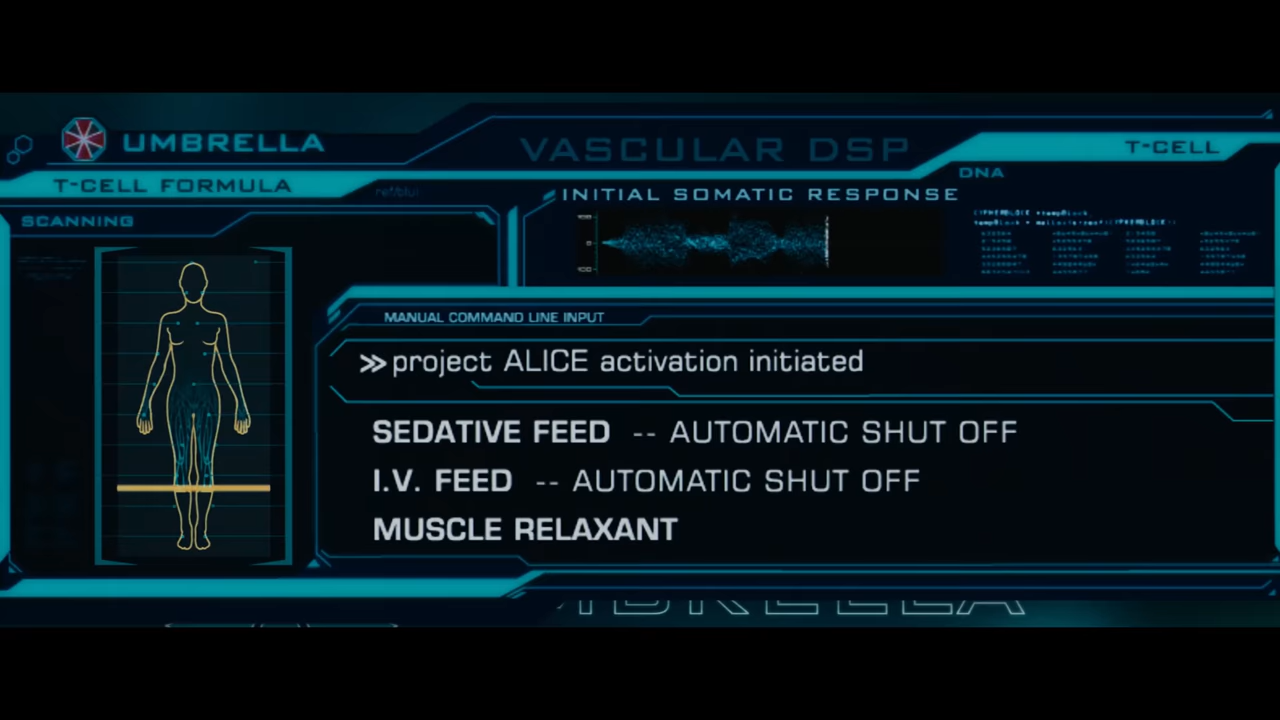 UMBRELLA
VASCULAR DSP
T-CELL
T-CELL FORMULA
DNA
INITIAL SOMATIC RESPONSE
SCANNING
MANUAL COMMAND LINE INPUT
>> project ALICE activation initiated
SEDATIVE FEED -- AUTOMATIC SHUT OFF
I.V. FEED -- AUTOMATIC SHUT OFF
MUSCLE RELAXANT